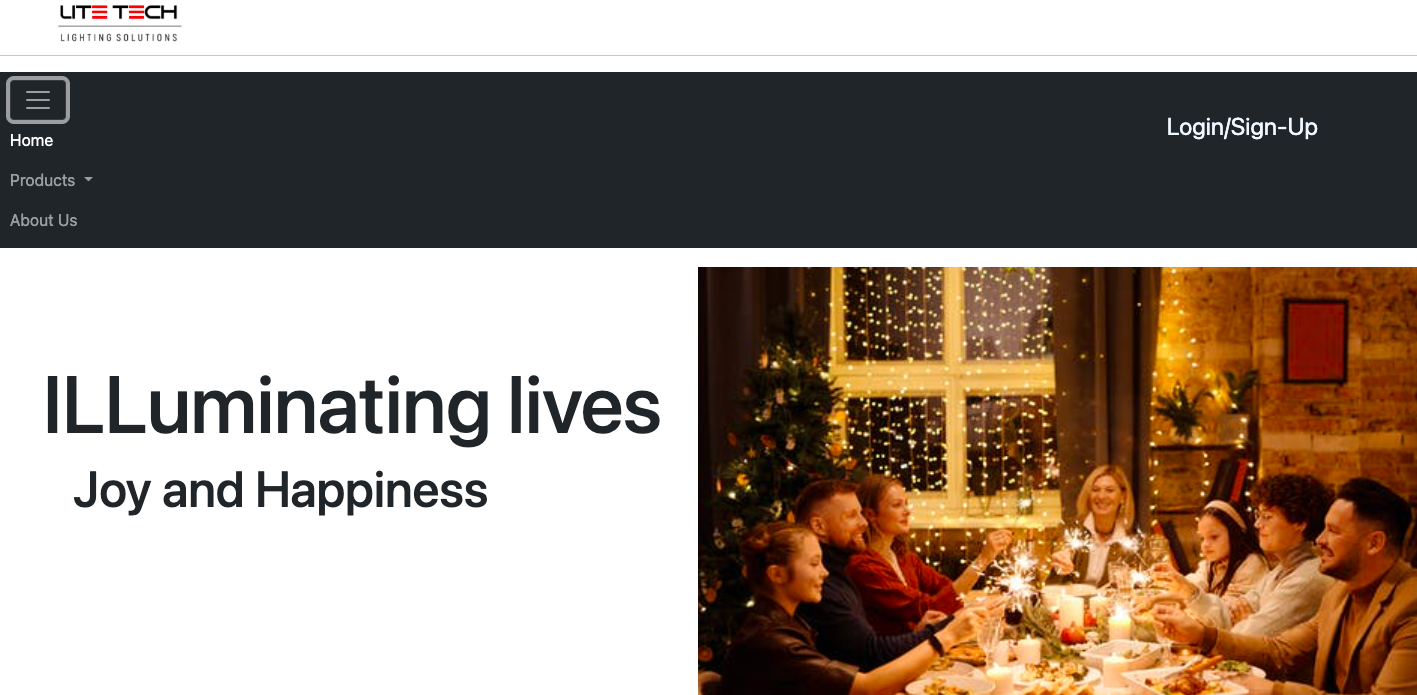 LITE TECH
LIGHTING SOLUTIONS
Login/Sign-Up
Home
Products
About Us
ILLuminating lives
Joy and Happiness